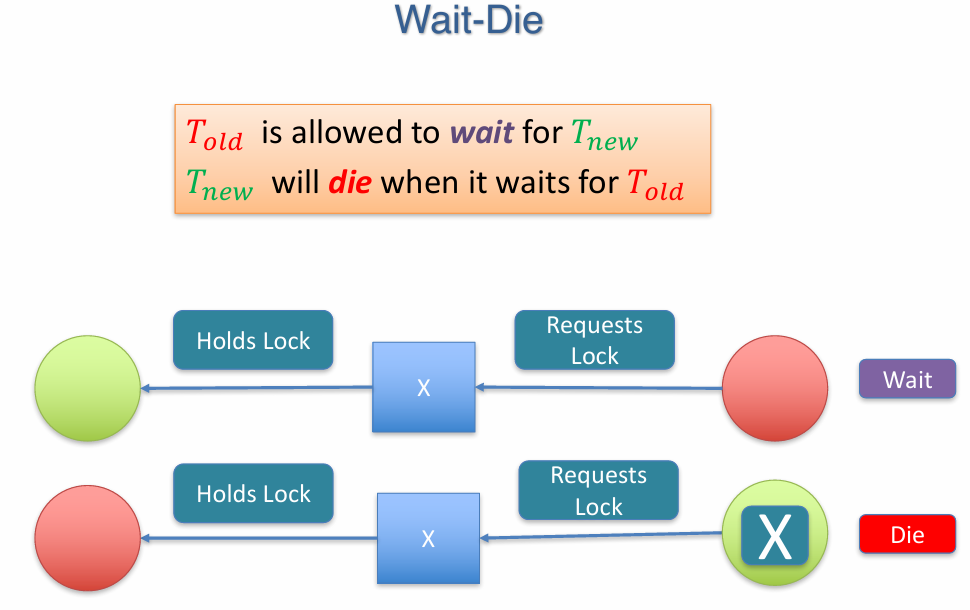 Wait-Die
T_old is allowed to wait for T_new
T_new will die when it waits for T_old
Holds Lock
Requests
Lock
X
Wait
Holds Lock
Requests
Lock
X
X
Die